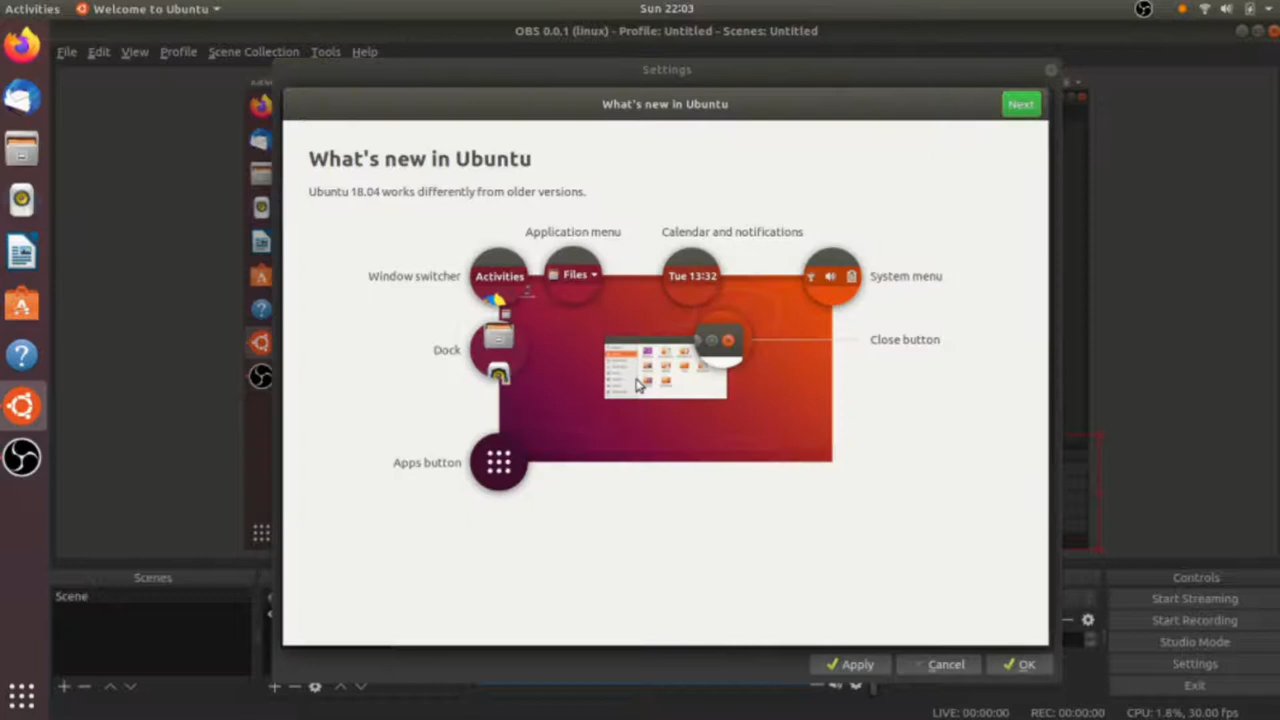 Activities
Welcome to Ubuntu
Sun 22:03
OBS 0.0.1 (linux) - Profile: Untitled - Scenes: Untitled
File Edit View Profile Scene Collection Tools Help
Settings
What's new in Ubuntu
Next
What's new in Ubuntu
Ubuntu 18.04 works differently from older versions.
Application menu
Calendar and notifications
Window switcher
Activities
Files
Tue 13:32
System menu
Dock
Close button
Apps button
Scenes
Controls
Scene
Start Streaming
Start Recording
Studio Mode
Settings
Exit
Apply
Cancel
OK
LIVE: 00:00:00
REC: 00:00:00
CPU: 1.8%, 30.00 fps